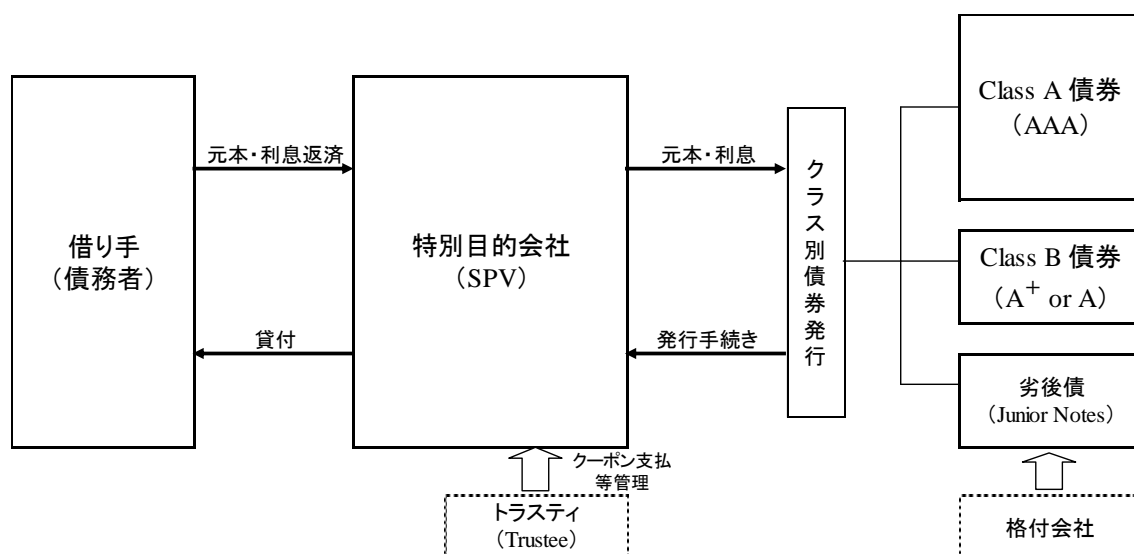 借り手
（債務者）
元本・利息返済
貸付
特別目的会社
（SPV）
元本・利息
発行手続き
クラス別債券発行
Class A 債券
（AAA）
Class B 債券
（A+ or A）
劣後債
（Junior Notes）
クーポン支払
等管理
トラスティ
（Trustee）
格付会社